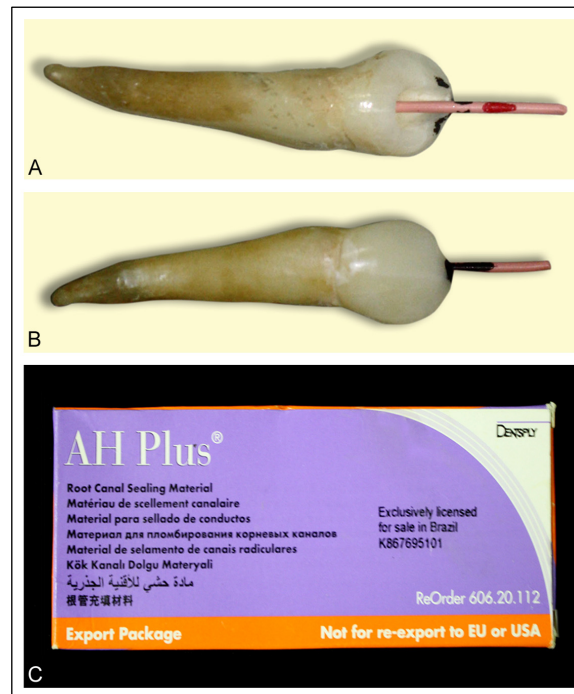 A
B
AH Plus®
DENTSPLY
Root Canal Sealing Material
Matériau de scellement canalaire
Material para sellado de conductos
Материал для пломбирования корневых каналов
Material de selamento de canais radiculares
Kök Kanalı Dolgu Materyali
مادة حشي للأقنية الجذرية
根管充填材料
Exclusively licensed
for sale in Brazil
K867695101
ReOrder 606.20.112
Export Package
Not for re-export to EU or USA
C